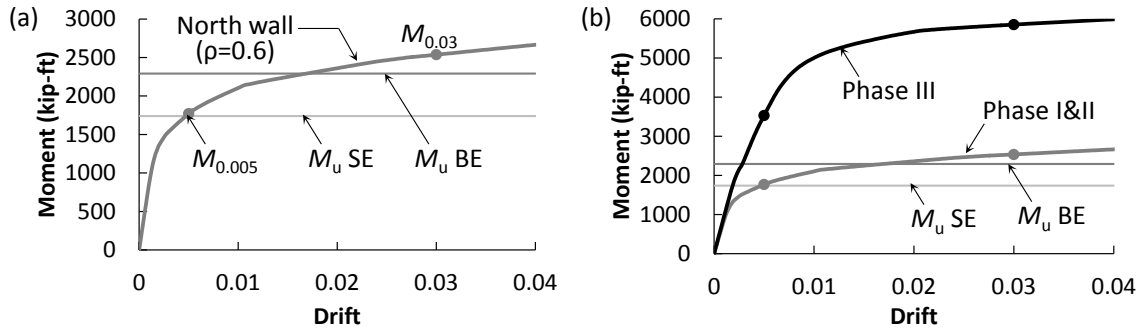 (a)
3000
2500
2000
1500
1000
500
0
Moment (kip-ft)
North wall
(ρ=0.6)
M0.03
M0.005
Mu SE
Mu BE
0 0.01 0.02 0.03 0.04
Drift
(b)
6000
5000
4000
3000
2000
1000
0
Moment (kip-ft)
Phase III
Phase I&II
Mu SE
Mu BE
0 0.01 0.02 0.03 0.04
Drift